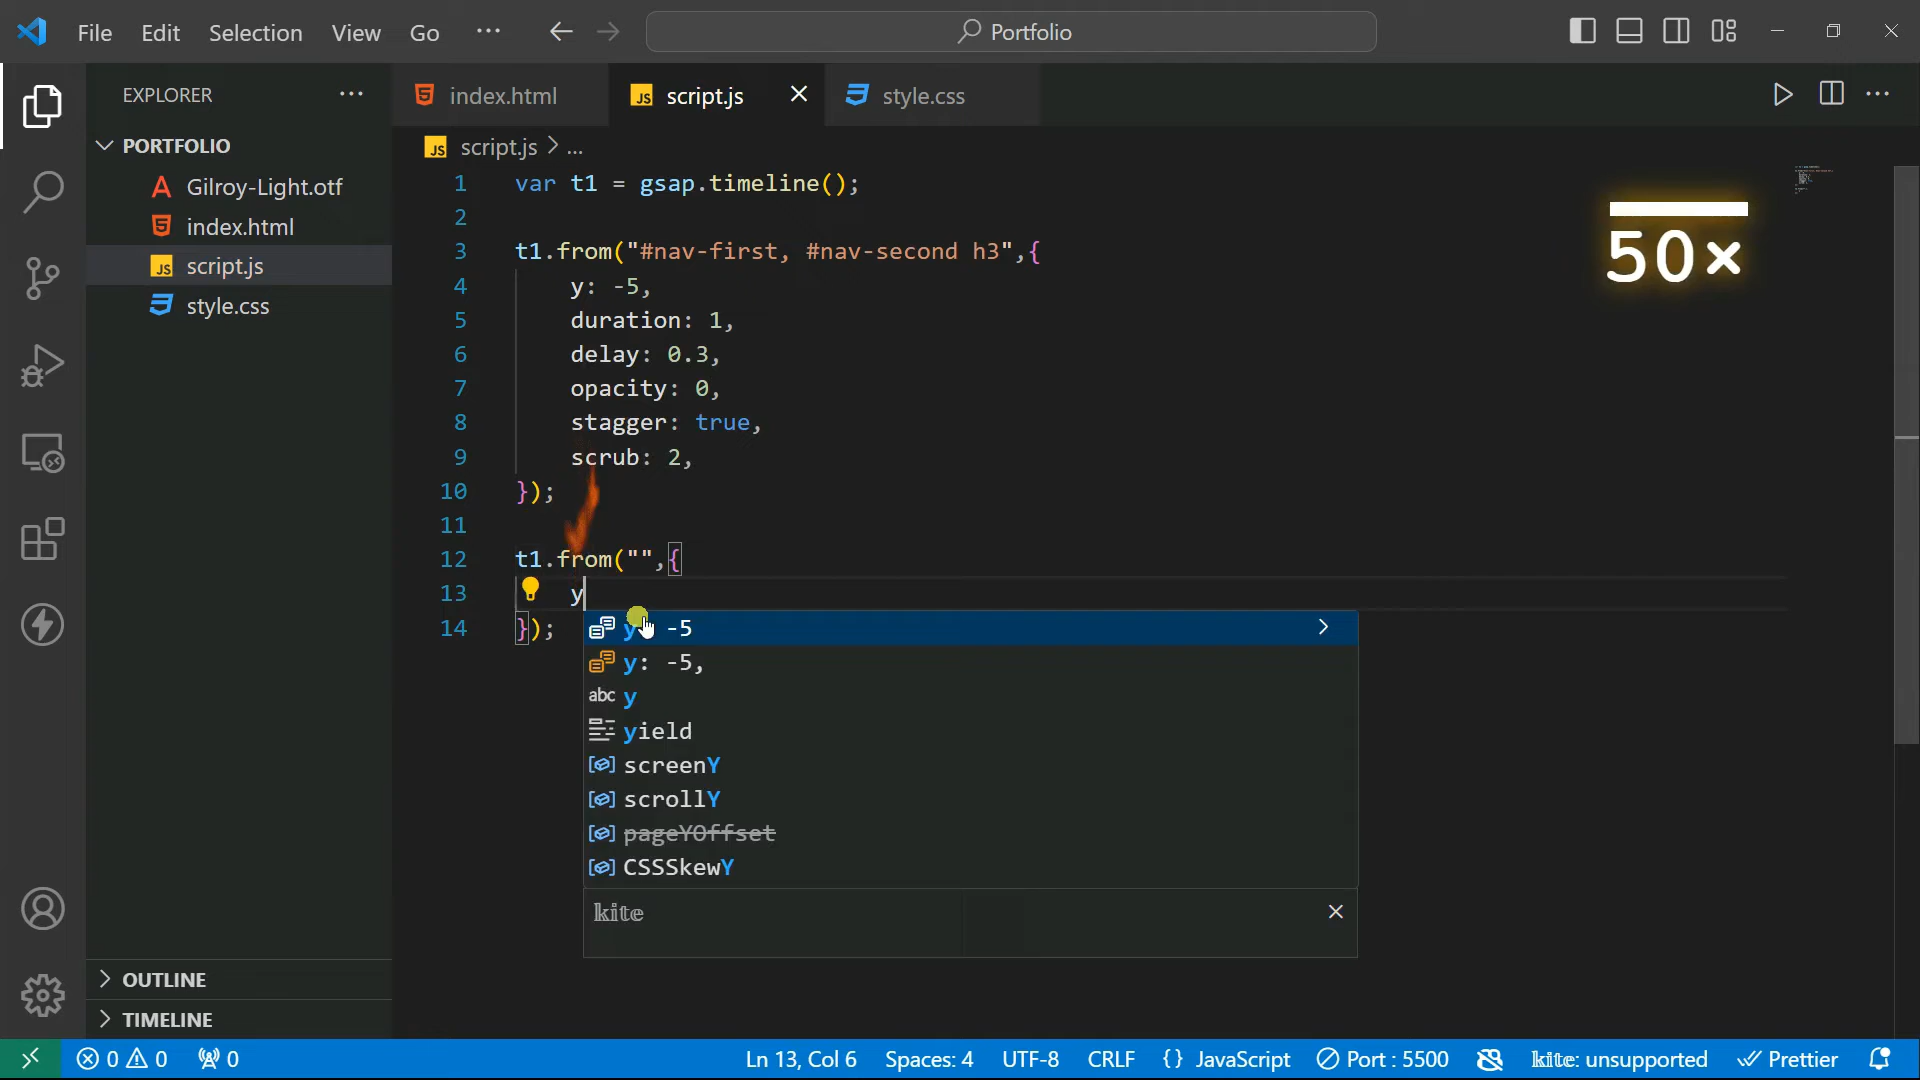 File Edit Selection View Go ··· Portfolio
EXPLORER ···
index.html
script.js
style.css
PORTFOLIO
Gilroy-Light.otf
index.html
script.js
style.css
script.js > ...
1 var t1 = gsap.timeline();
2
3 t1.from("#nav-first, #nav-second h3",{
4 y: -5,
5 duration: 1,
6 delay: 0.3,
7 opacity: 0,
8 stagger: true,
9 scrub: 2,
10 });
11
12 t1.from("",{
13 y
14 });
y: -5
y: -5,
abc y
yield
screenY
scrollY
pageYOffset
CSSSkewY
kite
50×
OUTLINE
TIMELINE
0 0 0 Ln 13, Col 6 Spaces: 4 UTF-8 CRLF {} JavaScript Port : 5500 kite: unsupported Prettier